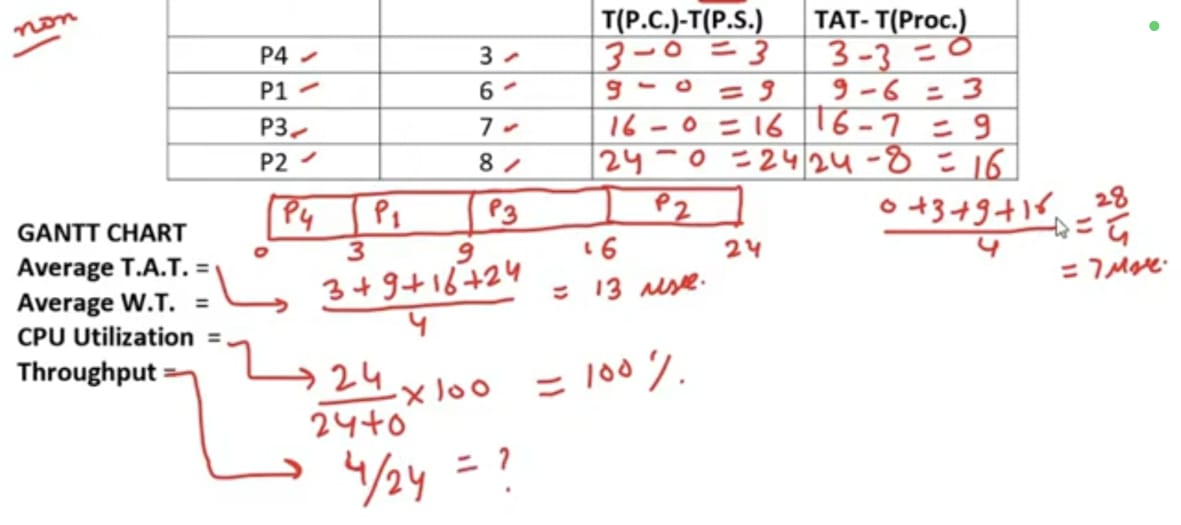 non
T(P.C.)-T(P.S.) TAT- T(Proc.)
P4 3 3-0 = 3 3-3 = 0
P1 6 9 - 0 = 9 9-6 = 3
P3 7 16 - 0 = 16 16-7 = 9
P2 8 24 - 0 = 24 24-8 = 16
P4 P1 P3 P2
0 3 9 16 24
0+3+9+16 = 28
4 4
= 7
GANTT CHART
Average T.A.T. =
3+9+16+24 = 13
4
Average W.T. =
CPU Utilization =
24 × 100 = 100 %.
24+0
Throughput =
4/24 = ?